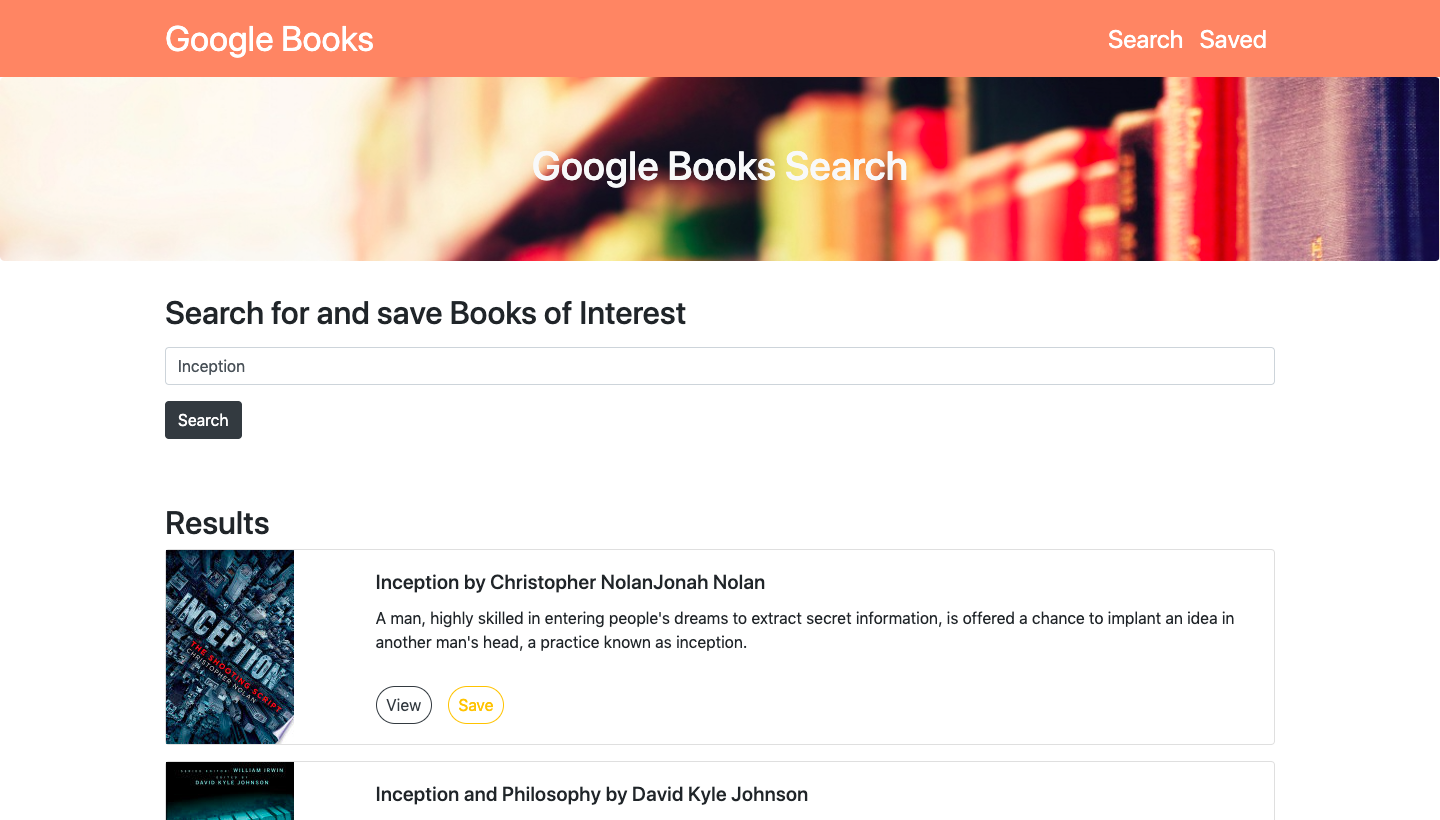 Google Books
Search Saved
Google Books Search
Search for and save Books of Interest
Inception
Search
Results
INCEPTION
THE SHOOTING SCRIPT
CHRISTOPHER NOLAN
Inception by Christopher NolanJonah Nolan
A man, highly skilled in entering people's dreams to extract secret information, is offered a chance to implant an idea in
another man's head, a practice known as inception.
View Save
SERIES EDITOR WILLIAM IRWIN
EDITED BY
DAVID KYLE JOHNSON
Inception and Philosophy by David Kyle Johnson